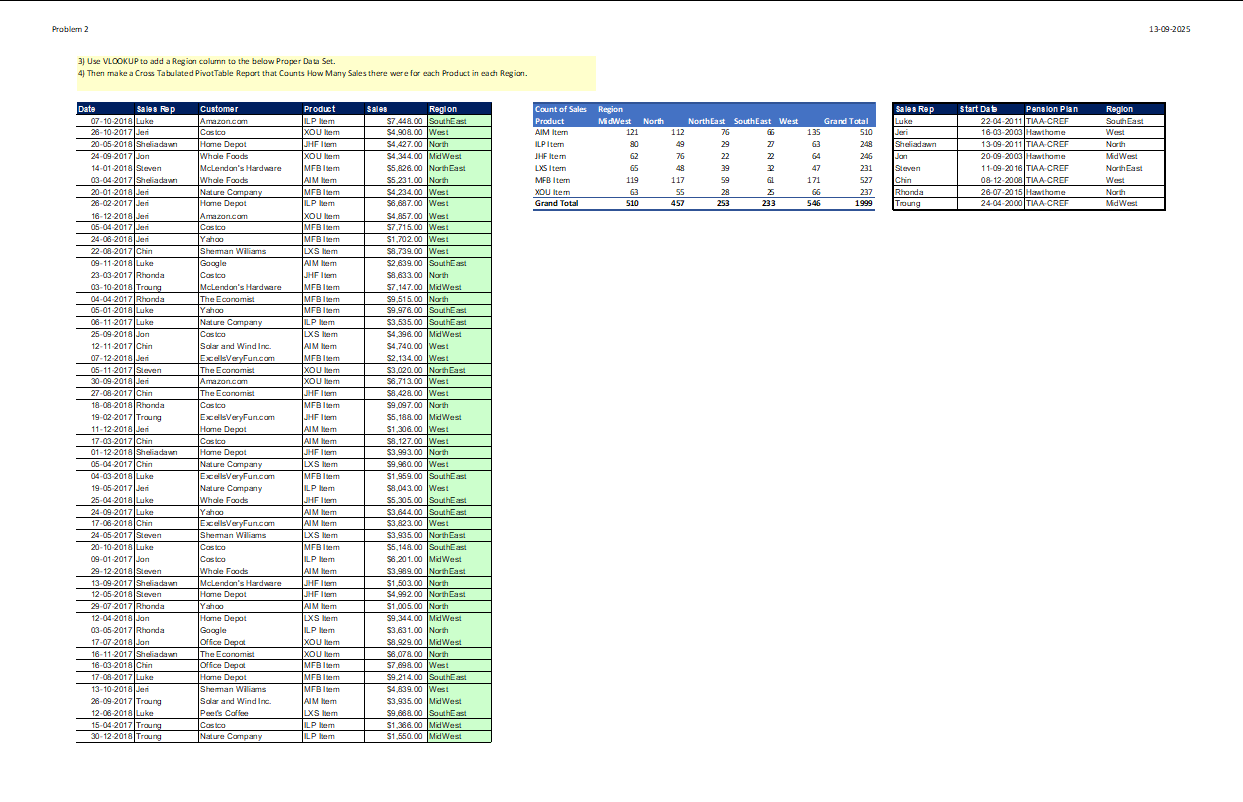 Problem 2
13-09-2025
3) Use VLOOKUP to add a Region column to the below Proper Data Set.
4) Then make a Cross Tabulated PivotTable Report that Counts How Many Sales there were for each Product in each Region.
Date Sales Rep Customer Product Sales Region
07-10-2018 Luke Amazon.com ILP Item $7,448.00 SouthEast
26-10-2017 Jeri Costco XOU Item $4,908.00 West
20-05-2018 Sheliadawn Home Depot JHF Item $4,427.00 North
24-09-2017 Jon Whole Foods XOU Item $4,344.00 MidWest
14-01-2018 Steven McLendon's Hardware MFB Item $5,826.00 NorthEast
03-04-2017 Sheliadawn Whole Foods AIM Item $5,231.00 North
20-01-2018 Jeri Nature Company MFB Item $4,234.00 West
26-02-2017 Jeri Home Depot ILP Item $6,687.00 West
16-12-2018 Jeri Amazon.com XOU Item $4,857.00 West
05-04-2017 Jeri Costco MFB Item $7,715.00 West
24-06-2018 Jeri Yahoo MFB Item $1,702.00 West
22-08-2017 Chin Sherman Williams LXS Item $8,739.00 West
09-11-2018 Luke Google AIM Item $2,639.00 SouthEast
23-03-2017 Rhonda Costco JHF Item $8,633.00 North
03-10-2018 Troung McLendon's Hardware MFB Item $7,147.00 MidWest
04-04-2017 Rhonda The Economist MFB Item $9,515.00 North
05-01-2018 Luke Yahoo MFB Item $9,976.00 SouthEast
06-11-2017 Luke Nature Company ILP Item $3,535.00 SouthEast
25-09-2018 Jon Costco LXS Item $4,396.00 MidWest
12-11-2017 Chin Solar and Wind Inc. AIM Item $4,740.00 West
07-12-2018 Jeri ExcelIsVeryFun.com MFB Item $2,134.00 West
05-11-2017 Steven The Economist XOU Item $3,020.00 NorthEast
30-09-2018 Jeri Amazon.com XOU Item $6,713.00 West
27-08-2017 Chin The Economist JHF Item $8,428.00 West
18-08-2018 Rhonda Costco MFB Item $9,097.00 North
19-02-2017 Troung ExcelIsVeryFun.com JHF Item $5,188.00 MidWest
11-12-2018 Jeri Home Depot AIM Item $1,306.00 West
17-03-2017 Chin Costco AIM Item $8,127.00 West
01-12-2018 Sheliadawn Home Depot JHF Item $3,993.00 North
05-04-2017 Chin Nature Company LXS Item $9,960.00 West
04-03-2018 Luke ExcelIsVeryFun.com MFB Item $1,959.00 SouthEast
19-05-2017 Jeri Nature Company ILP Item $8,043.00 West
25-04-2018 Luke Whole Foods JHF Item $5,305.00 SouthEast
24-09-2018 Luke Yahoo AIM Item $3,644.00 SouthEast
17-06-2018 Chin ExcelIsVeryFun.com AIM Item $3,823.00 West
24-05-2017 Steven Sherman Williams LXS Item $3,935.00 NorthEast
20-10-2018 Luke Costco MFB Item $5,148.00 SouthEast
09-01-2017 Jon Costco ILP Item $6,201.00 MidWest
29-12-2018 Steven Whole Foods AIM Item $3,989.00 NorthEast
13-09-2017 Sheliadawn McLendon's Hardware JHF Item $1,503.00 North
12-05-2018 Steven Home Depot JHF Item $4,992.00 NorthEast
29-07-2017 Rhonda Yahoo AIM Item $1,005.00 North
12-04-2018 Jon Home Depot LXS Item $9,344.00 MidWest
03-05-2017 Rhonda Google ILP Item $3,631.00 North
17-07-2018 Jon Office Depot XOU Item $8,929.00 MidWest
16-11-2017 Sheliadawn The Economist XOU Item $6,078.00 North
16-03-2018 Chin Office Depot MFB Item $7,698.00 West
17-08-2017 Luke Home Depot MFB Item $9,214.00 SouthEast
13-10-2018 Jeri Sherman Williams MFB Item $4,839.00 West
26-09-2017 Troung Solar and Wind Inc. AIM Item $3,935.00 MidWest
12-06-2018 Luke Peet's Coffee LXS Item $9,668.00 SouthEast
15-04-2017 Troung Costco ILP Item $1,366.00 MidWest
30-12-2018 Troung Nature Company ILP Item $1,550.00 MidWest
Count of Sales Region
Product MidWest North NorthEast SouthEast West Grand Total
AIM Item 121 112 76 66 135 510
ILP Item 80 49 29 27 63 248
JHF Item 62 76 22 22 64 246
LXS Item 65 48 39 32 47 231
MFB Item 119 117 59 61 171 527
XOU Item 63 55 28 25 66 237
Grand Total 510 457 253 233 546 1999
Sales Rep Start Date Pension Plan Region
Luke 22-04-2011 TIAA-CREF SouthEast
Jeri 16-03-2003 Hawthorne West
Sheliadawn 13-09-2011 TIAA-CREF North
Jon 20-09-2003 Hawthorne MidWest
Steven 11-09-2016 TIAA-CREF NorthEast
Chin 08-12-2008 TIAA-CREF West
Rhonda 26-07-2015 Hawthorne North
Troung 24-04-2000 TIAA-CREF MidWest